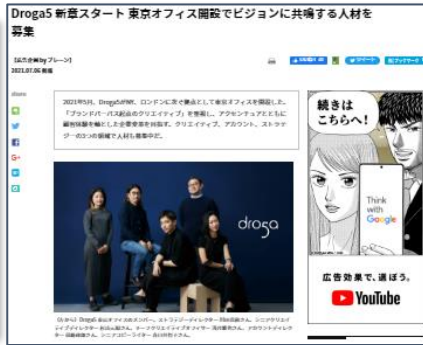 Droga5 新章スタート 東京オフィス開設でビジョンに共鳴する人材を
募集
2021.07.06 掲載
share
2021年5月、Droga5がNY、ロンドンに次ぐ拠点として東京オフィスを開設した。
「ブランドパーパス起点のクリエイティブ」を重視し、アクセンチュアとともに
顧客体験を軸とした企業変革を目指す。クリエイティブ、アカウント、ストラテ
ジーの3つの領域で人材も募集中だ。
droga5
続きは
こちらへ!
Think
with
Google
広告効果で、選ぼう。
YouTube